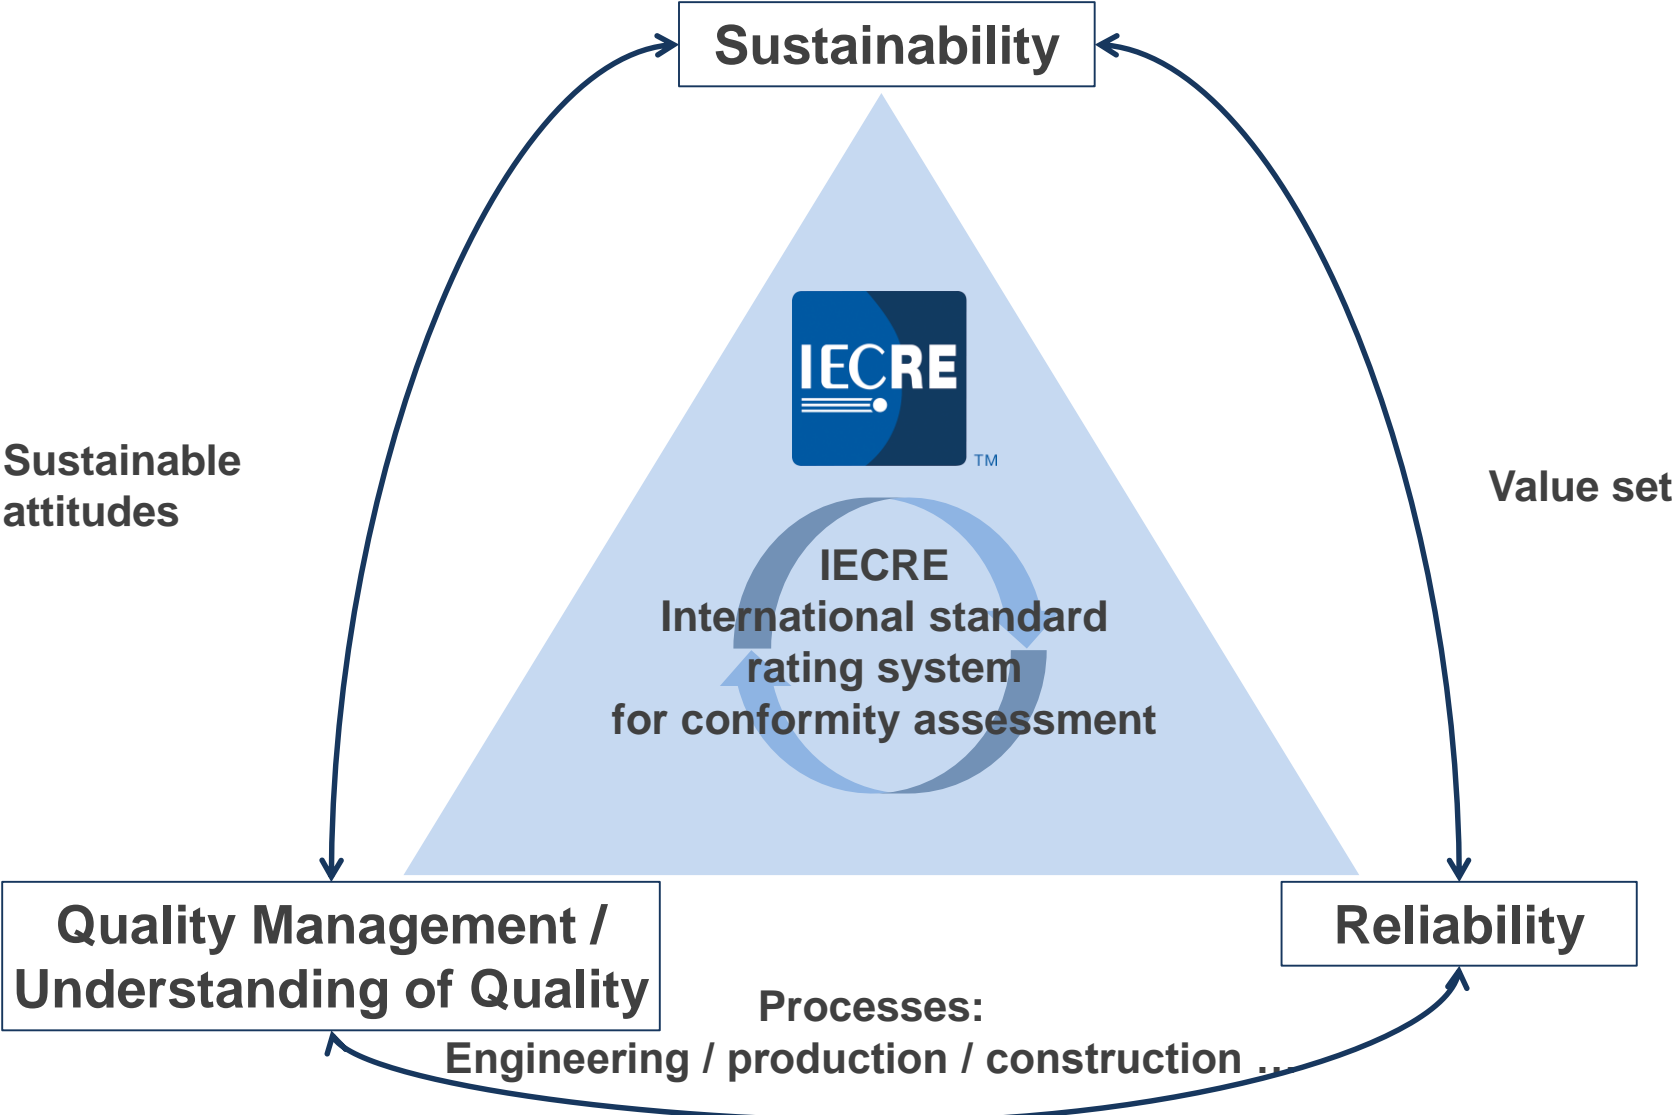 Sustainability
IECRE
TM
Sustainable
attitudes
Value set
IECRE
International standard
rating system
for conformity assessment
Quality Management /
Understanding of Quality
Reliability
Processes:
Engineering / production / construction ...